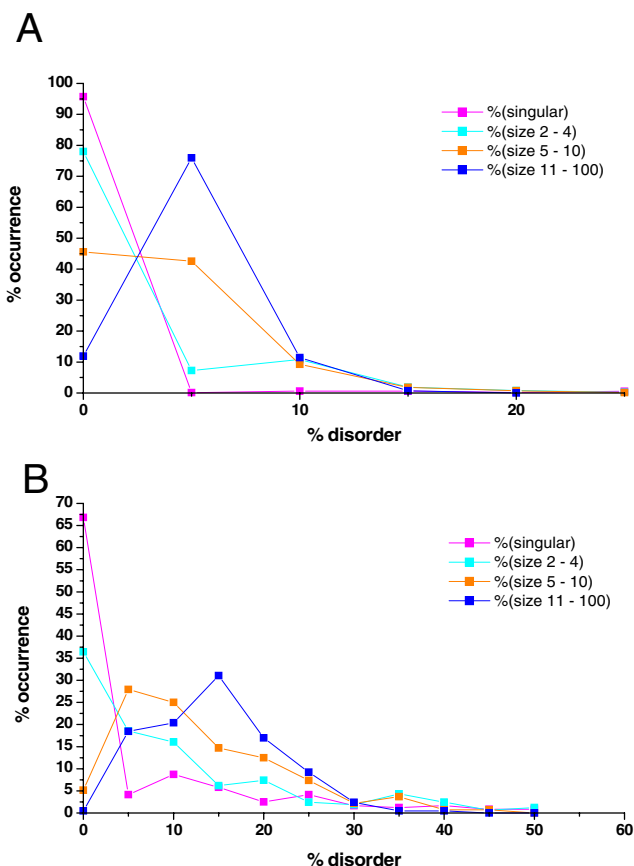 A
100
90
80
70
60
50
40
30
20
10
0
% occurrence
%(singular)
%(size 2 - 4)
%(size 5 - 10)
%(size 11 - 100)
0 10 20
% disorder
B
70
65
60
55
50
45
40
35
30
25
20
15
10
5
0
% occurrence
%(singular)
%(size 2 - 4)
%(size 5 - 10)
%(size 11 - 100)
0 10 20 30 40 50 60
% disorder